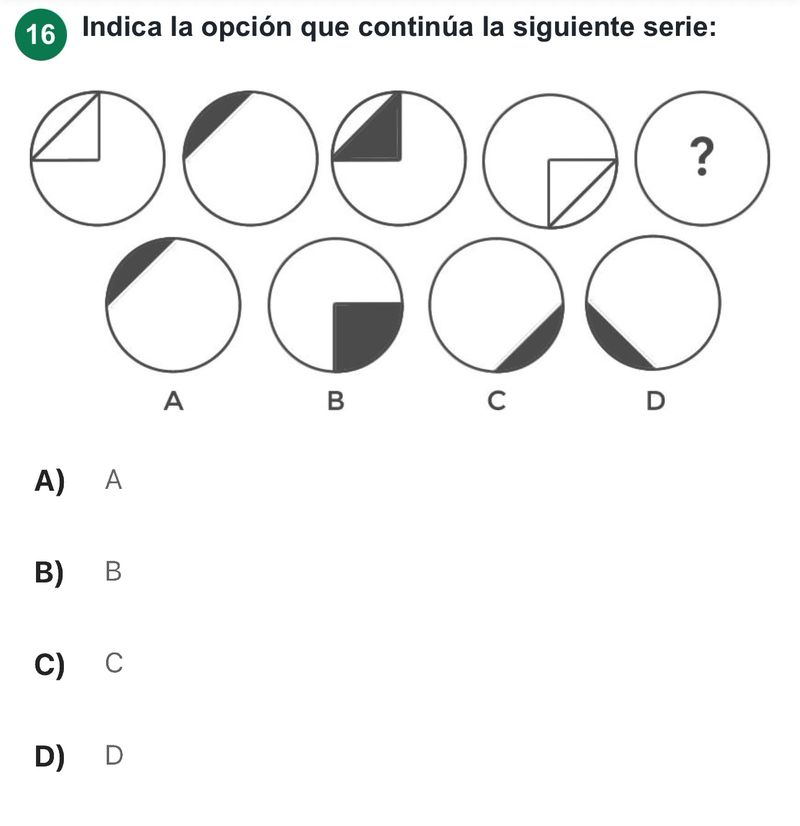 16 Indica la opción que continúa la siguiente serie:
?
A B C D
A) A
B) B
C) C
D) D